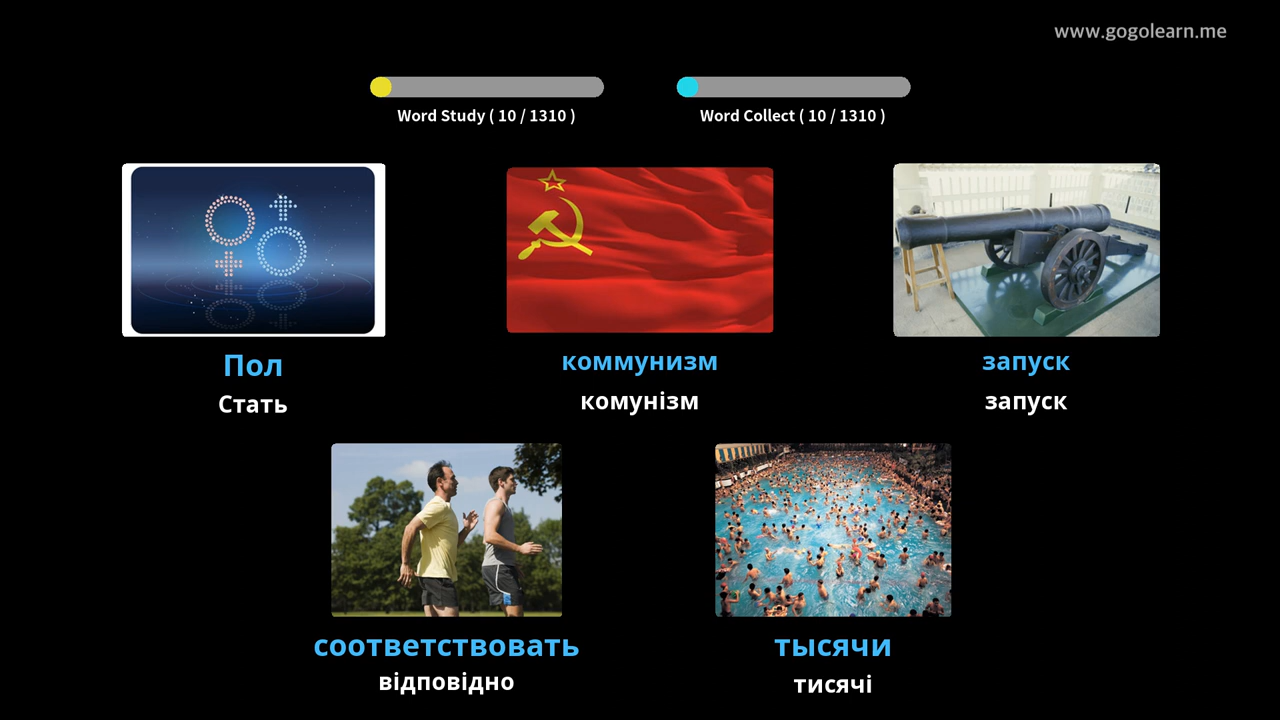 www.gogolearn.me
Word Study ( 10 / 1310 )
Word Collect ( 10 / 1310 )
Пол
Стать
коммунизм
комунізм
запуск
запуск
соответствовать
відповідно
тысячи
тисячі